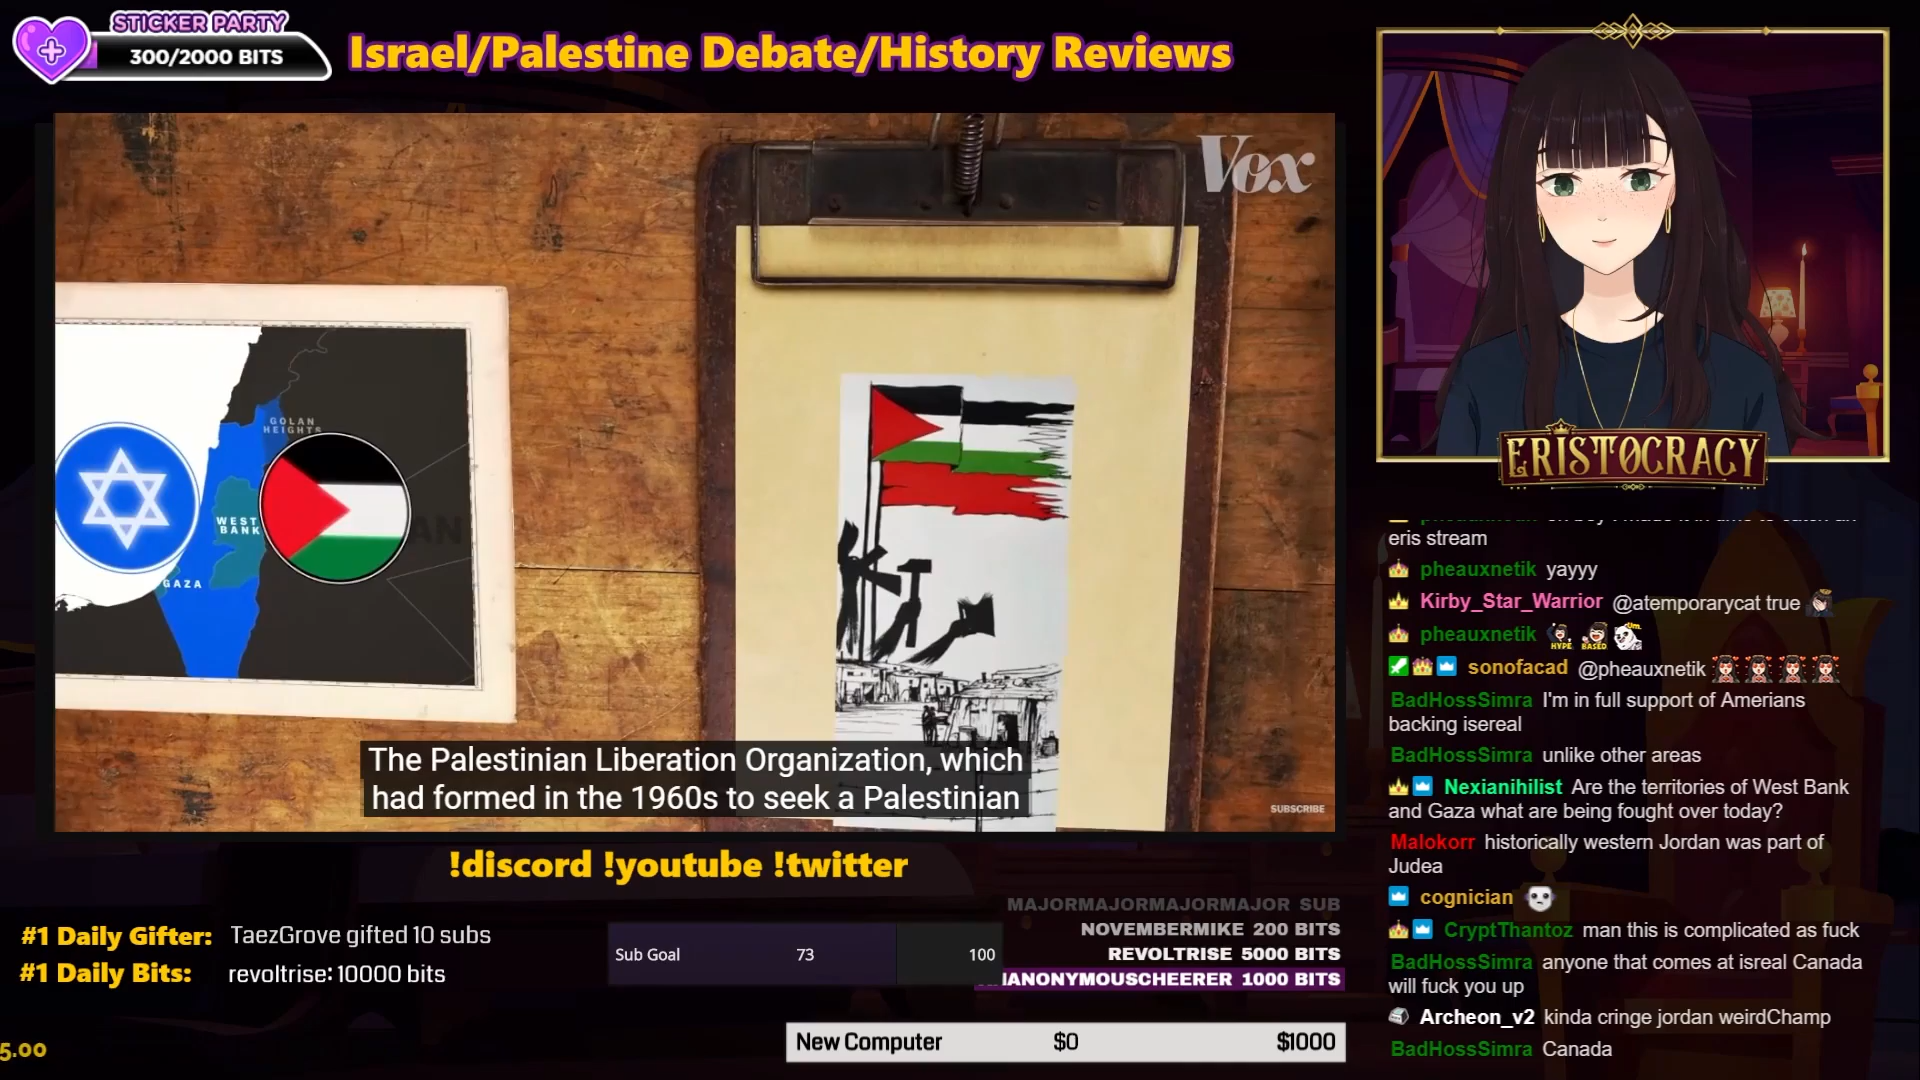 STICKER PARTY
300/2000 BITS
Israel/Palestine Debate/History Reviews
Vox
GOLAN
HEIGHTS
WEST
BANK
GAZA
The Palestinian Liberation Organization, which
had formed in the 1960s to seek a Palestinian
SUBSCRIBE
!discord !youtube !twitter
#1 Daily Gifter: TaezGrove gifted 10 subs
#1 Daily Bits: revoltrise: 10000 bits
5.00
Sub Goal 73 100
MAJORMAJORMAJORMAJOR SUB
NOVEMBERMIKE 200 BITS
REVOLTRISE 5000 BITS
ANONYMOUSCHEERER 1000 BITS
New Computer $0 $1000
ERISTOCRACY
eris stream
pheauxnetik yayyy
Kirby_Star_Warrior @atemporarycat true
pheauxnetik HYPE BASED
sonofacad @pheauxnetik
BadHossSimra I'm in full support of Amerians
backing isereal
BadHossSimra unlike other areas
Nexianihilist Are the territories of West Bank
and Gaza what are being fought over today?
Malokorr historically western Jordan was part of
Judea
cognician
CryptThantoz man this is complicated as fuck
BadHossSimra anyone that comes at isreal Canada
will fuck you up
Archeon_v2 kinda cringe jordan weirdChamp
BadHossSimra Canada